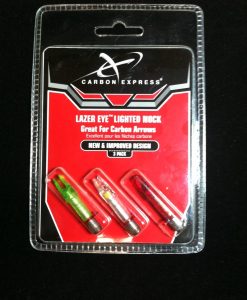 CARBON EXPRESS®
LAZER EYE™ LIGHTED NOCK
Great For Carbon Arrows
Excellent pour les flèches carbone
NEW & IMPROVED DESIGN
3 PACK